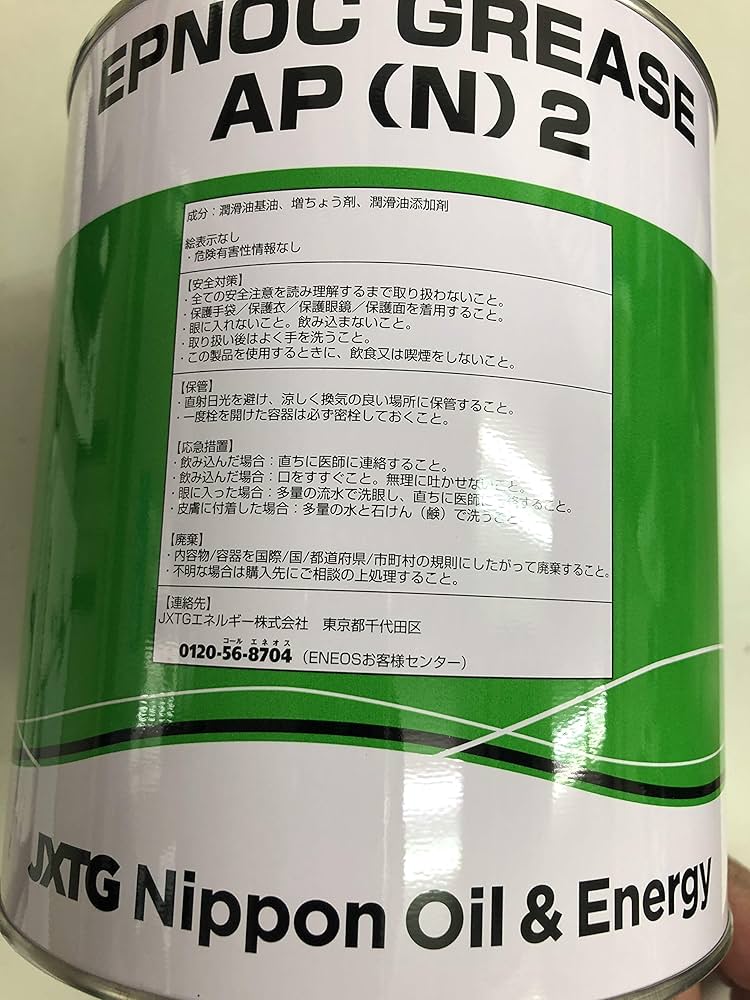 EPNOC GREASE
AP (N) 2
成分：潤滑油基油、増ちょう剤、潤滑油添加剤
絵表示なし
・危険有害性情報なし
【安全対策】
・全ての安全注意を読み理解するまで取り扱わないこと。
・保護手袋／保護衣／保護眼鏡／保護面を着用すること。
・眼に入れないこと。飲み込まないこと。
・取り扱い後はよく手を洗うこと。
・この製品を使用するときに、飲食又は喫煙をしないこと。
【保管】
・直射日光を避け、涼しく換気の良い場所に保管すること。
・一度栓を開けた容器は必ず密栓しておくこと。
【応急措置】
・飲み込んだ場合：直ちに医師に連絡すること。
・飲み込んだ場合：口をすすぐこと。無理に吐かせないこと。
・眼に入った場合：多量の流水で洗眼し、直ちに医師に すること。
・皮膚に付着した場合：多量の水と石けん（鹸）で洗うこと
【廃棄】
・内容物/容器を国際/国/都道府県/市町村の規則にしたがって廃棄すること。
・不明な場合は購入先にご相談の上処理すること。
【連絡先】
JXTGエネルギー株式会社　東京都千代田区
コール エネオス
0120-56-8704（ENEOSお客様センター）
JXTG Nippon Oil & Energy